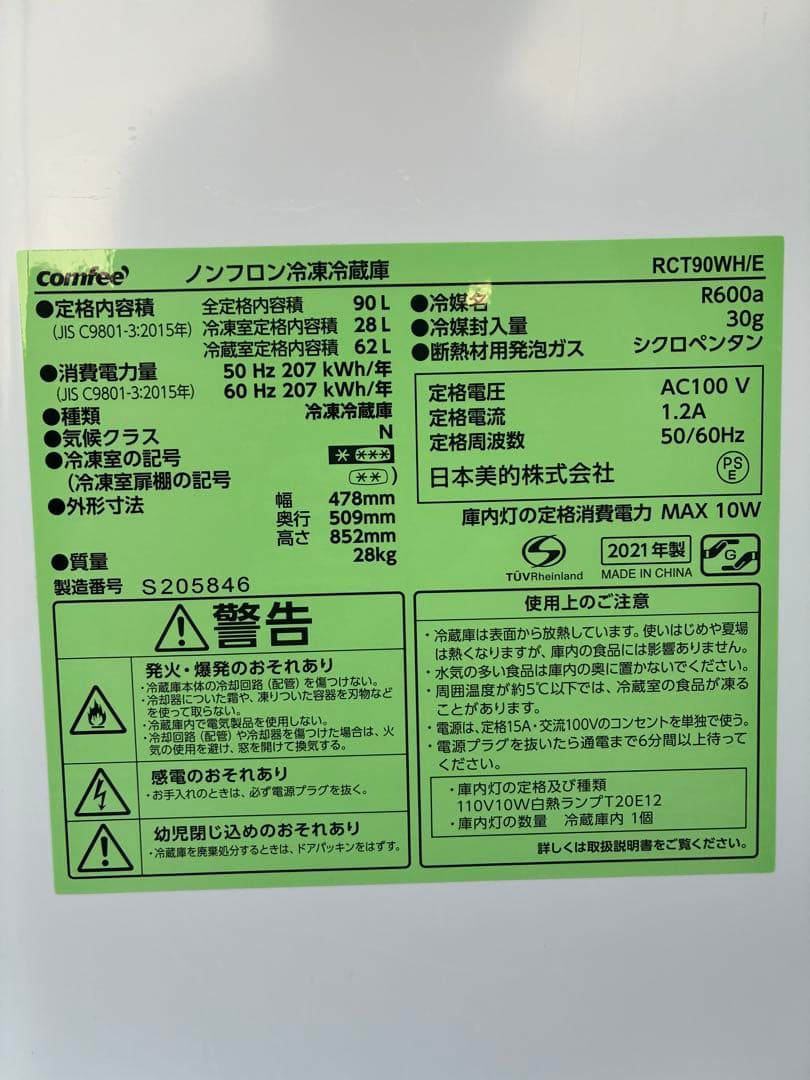 comfee'
ノンフロン冷凍冷蔵庫
RCT90WH/E
●定格内容積 全定格内容積 90 L
(JIS C9801-3:2015年) 冷凍室定格内容積 28 L
冷蔵室定格内容積 62 L
●消費電力量 50 Hz 207 kWh/年
(JIS C9801-3:2015年) 60 Hz 207 kWh/年
●種類 冷凍冷蔵庫
●気候クラス N
●冷凍室の記号 * ***
(冷凍室扉棚の記号 **)
●外形寸法 幅 478mm
奥行 509mm
高さ 852mm
●質量 28kg
製造番号 S205846
●冷媒名 R600a
●冷媒封入量 30g
●断熱材用発泡ガス シクロペンタン
定格電圧 AC100 V
定格電流 1.2A
定格周波数 50/60Hz
日本美的株式会社 PS E
庫内灯の定格消費電力 MAX 10W
TÜVRheinland
2021年製
MADE IN CHINA
G
警告
発火・爆発のおそれあり
・冷蔵庫本体の冷却回路(配管)を傷つけない。
・冷却器についた霜や、凍りついた容器を刃物など
を使って取らない。
・冷蔵庫内で電気製品を使用しない。
・冷却回路(配管)や冷却器を傷つけた場合は、火
気の使用を避け、窓を開けて換気する。
感電のおそれあり
・お手入れのときは、必ず電源プラグを抜く。
幼児閉じ込めのおそれあり
・冷蔵庫を廃棄処分するときは、ドアパッキンをはずす。
使用上のご注意
・冷蔵庫は表面から放熱しています。使いはじめや夏場
は熱くなりますが、庫内の食品には影響ありません。
・水気の多い食品は庫内の奥に置かないでください。
・周囲温度が約5℃以下では、冷蔵室の食品が凍る
ことがあります。
・電源は、定格15A・交流100Vのコンセントを単独で使う。
・電源プラグを抜いたら通電まで6分間以上待って
ください。
・庫内灯の定格及び種類
110V10W白熱ランプT20E12
・庫内灯の数量 冷蔵庫内 1個
詳しくは取扱説明書をご覧ください。